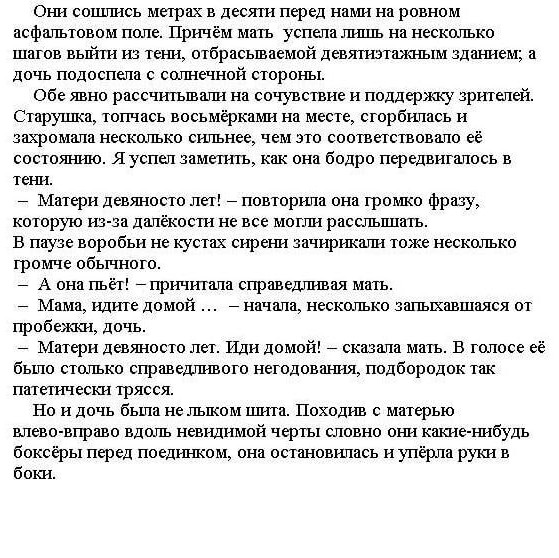 Они сошлись метрах в десяти перед нами на ровном
асфальтовом поле. Причём мать  успела лишь на несколько
шагов выйти из тени, отбрасываемой девятиэтажным зданием; а
дочь подоспела с солнечной стороны.
Обе явно рассчитывали на сочувствие и поддержку зрителей.
Старушка, топчась восьмёрками на месте, сгорбилась и
захромала несколько сильнее, чем это соответствовало её
состоянию. Я успел заметить, как она бодро передвигалось в
тени.
–  Матери девяносто лет! – повторила она громко фразу,
которую из-за далёкости не все могли расслышать.
В паузе воробьи не кустах сирени зачирикали тоже несколько
громче обычного.
–  А она пьёт! – причитала справедливая мать.
–  Мама, идите домой …  – начала, несколько запыхавшаяся от
пробежки, дочь.
–  Матери девяносто лет. Иди домой! – сказала мать. В голосе её
было столько справедливого негодования, подбородок так
патетически трясся.
Но и дочь была не лыком шита. Походив с матерью
влево-вправо вдоль невидимой черты словно они какие-нибудь
боксёры перед поединком, она остановилась и упёрла руки в
боки.